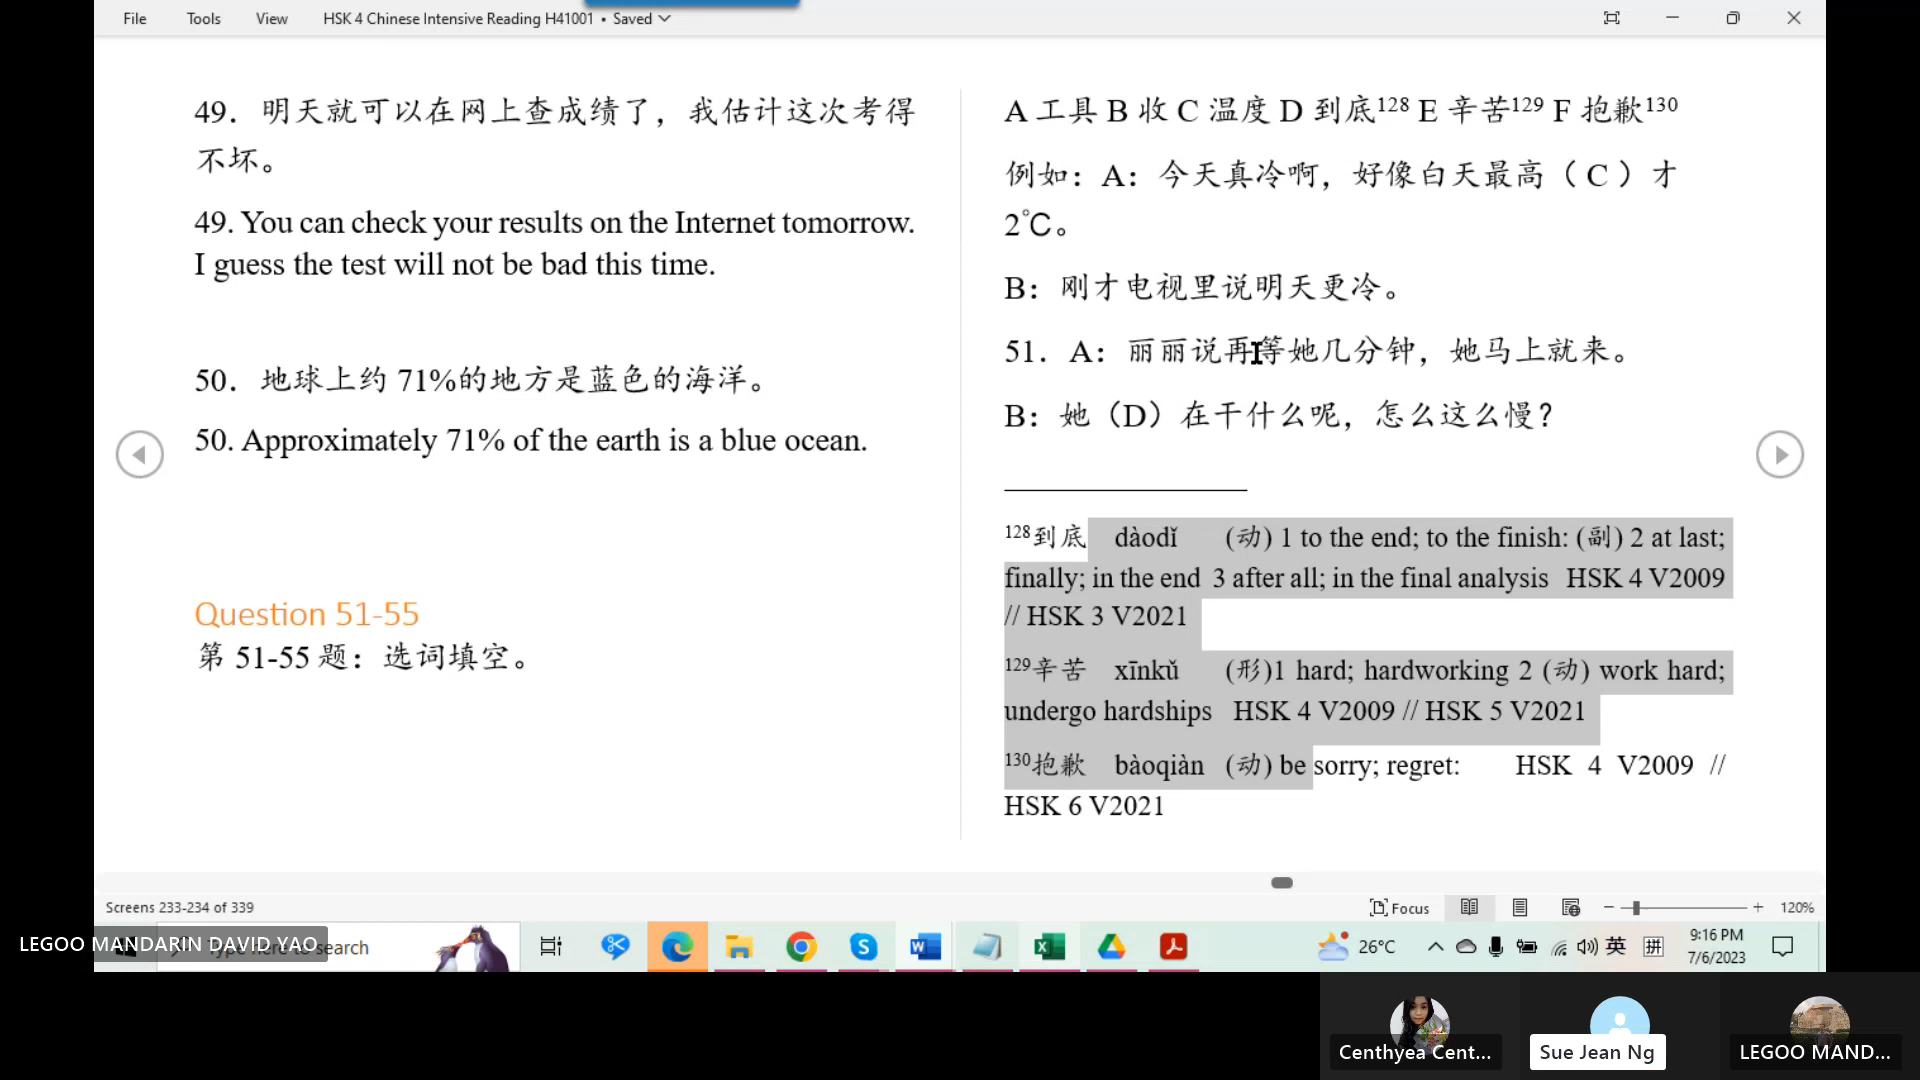 File Tools View HSK 4 Chinese Intensive Reading H41001 • Saved
49．明天就可以在网上查成绩了，我估计这次考得
不坏。
49. You can check your results on the Internet tomorrow.
I guess the test will not be bad this time.
50．地球上约 71%的地方是蓝色的海洋。
50. Approximately 71% of the earth is a blue ocean.
Question 51-55
第 51-55 题：选词填空。
A 工具 B 收 C 温度 D 到底128 E 辛苦129 F 抱歉130
例如：A：今天真冷啊，好像白天最高（ C ）才
2℃。
B：刚才电视里说明天更冷。
51．A：丽丽说再等她几分钟，她马上就来。
B：她（D）在干什么呢，怎么这么慢？
128到底 dàodǐ (动) 1 to the end; to the finish: (副) 2 at last;
finally; in the end 3 after all; in the final analysis HSK 4 V2009
// HSK 3 V2021
129辛苦 xīnkǔ (形)1 hard; hardworking 2 (动) work hard;
undergo hardships HSK 4 V2009 // HSK 5 V2021
130抱歉 bàoqiàn (动) be sorry; regret: HSK 4 V2009 //
HSK 6 V2021
Screens 233-234 of 339
Focus
120%
LEGOO MANDARIN DAVID YAO
Type here to search
26°C
英
拼
9:16 PM
7/6/2023
Centhyea Cent...
Sue Jean Ng
LEGOO MAND...